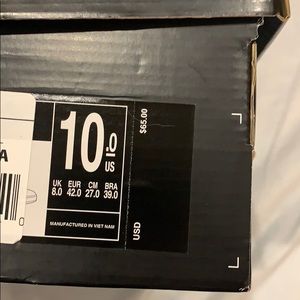 10.0
US
UK EUR CM BRA
8.0 42.0 27.0 39.0
MANUFACTURED IN VIET NAM
USD
$65.00
A
0